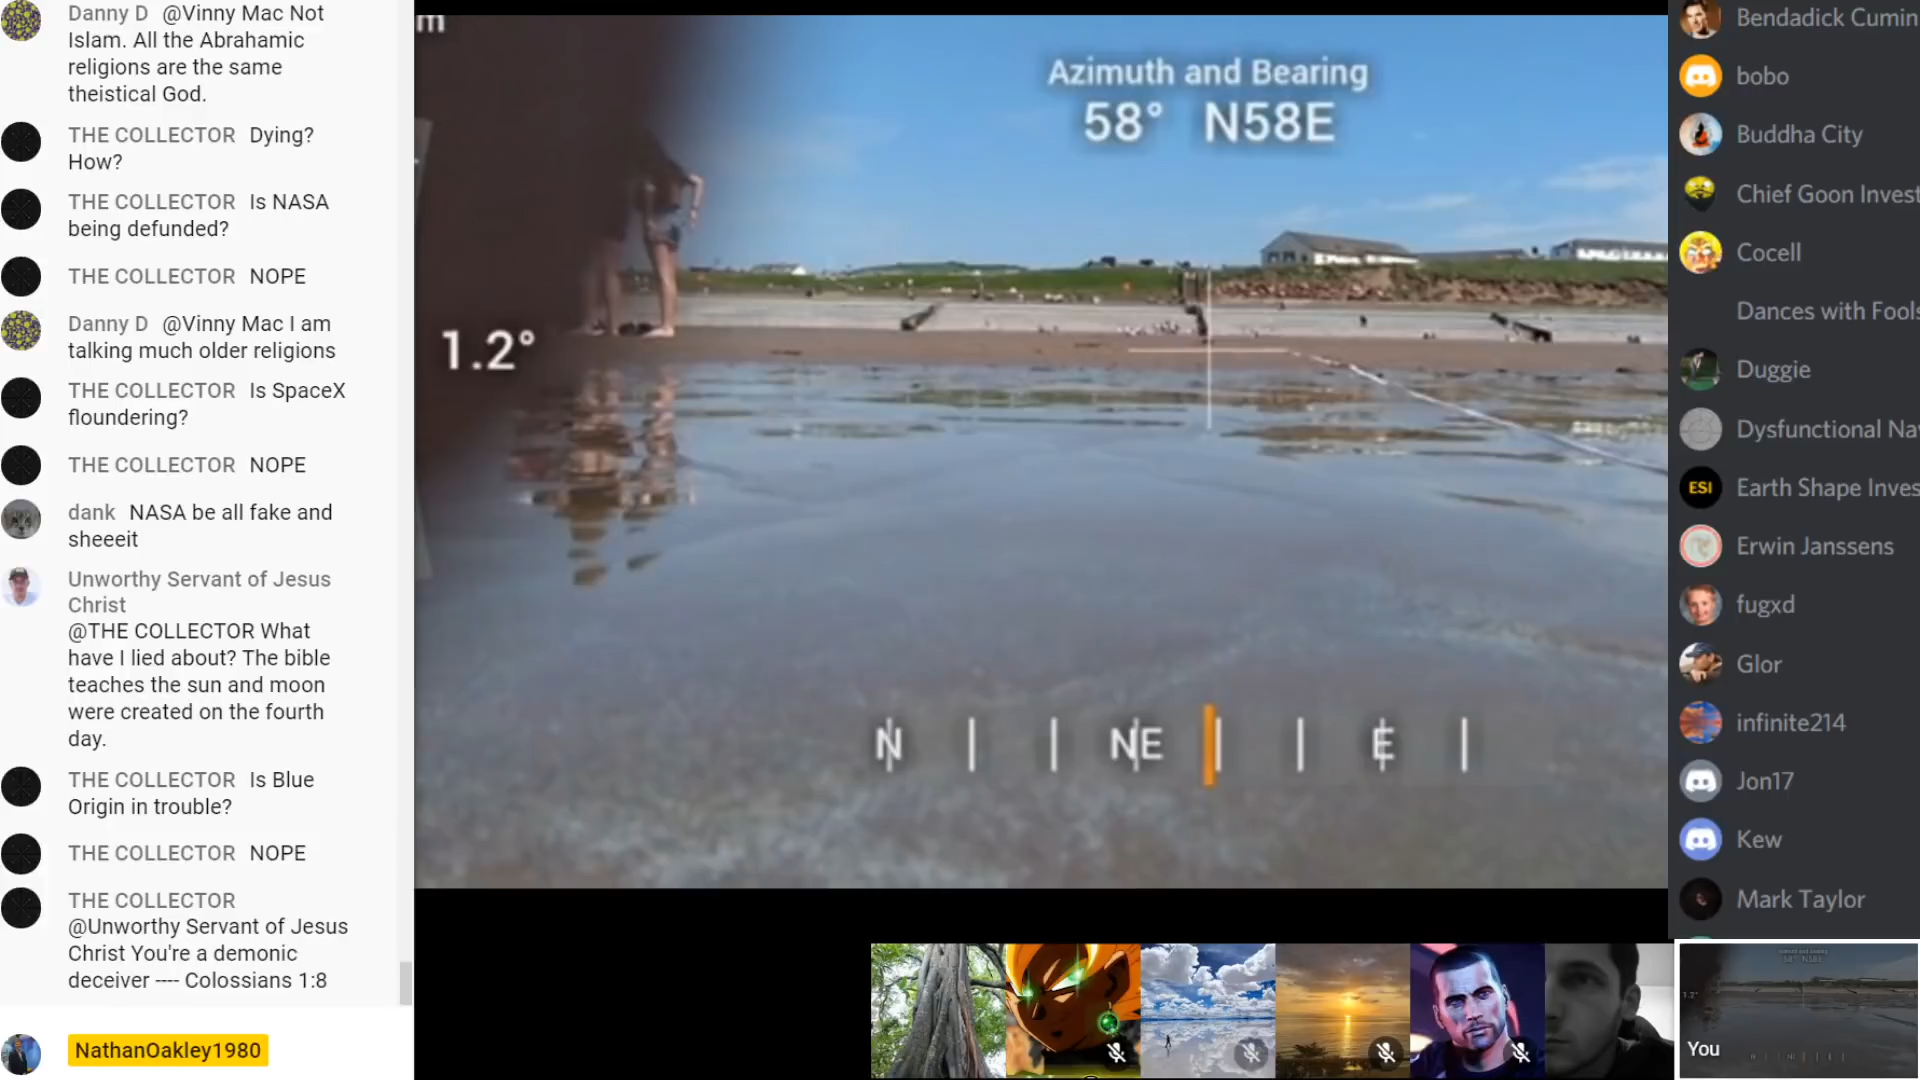 Danny D @Vinny Mac Not
Islam. All the Abrahamic
religions are the same
theistical God.
THE COLLECTOR Dying?
How?
THE COLLECTOR Is NASA
being defunded?
THE COLLECTOR NOPE
Danny D @Vinny Mac I am
talking much older religions
THE COLLECTOR Is SpaceX
floundering?
THE COLLECTOR NOPE
dank NASA be all fake and
sheeeit
Unworthy Servant of Jesus
Christ
@THE COLLECTOR What
have I lied about? The bible
teaches the sun and moon
were created on the fourth
day.
THE COLLECTOR Is Blue
Origin in trouble?
THE COLLECTOR NOPE
THE COLLECTOR
@Unworthy Servant of Jesus
Christ You're a demonic
deceiver ---- Colossians 1:8
NathanOakley1980
m
Azimuth and Bearing
58° N58E
1.2°
N NE E
Bendadick Cumin
bobo
Buddha City
Chief Goon Invest
Cocell
Dances with Fools
Duggie
Dysfunctional Na
ESI
Earth Shape Inves
Erwin Janssens
fugxd
Glor
infinite214
Jon17
Kew
Mark Taylor
Azimuth and Bearing
58° N58E
1.2°
You